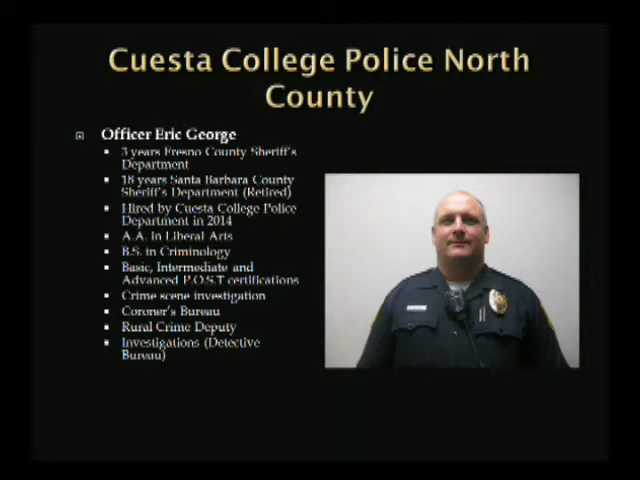 Cuesta College Police North
County
Officer Eric George
3 years Fresno County Sheriff's
Department
18 years Santa Barbara County
Sheriff's Department (Retired)
Hired by Cuesta College Police
Department in 2014
A.A. in Liberal Arts
B.S. in Criminology
Basic, Intermediate and
Advanced P.O.S.T certifications
Crime scene investigation
Coroner's Bureau
Rural Crime Deputy
Investigations (Detective
Bureau)